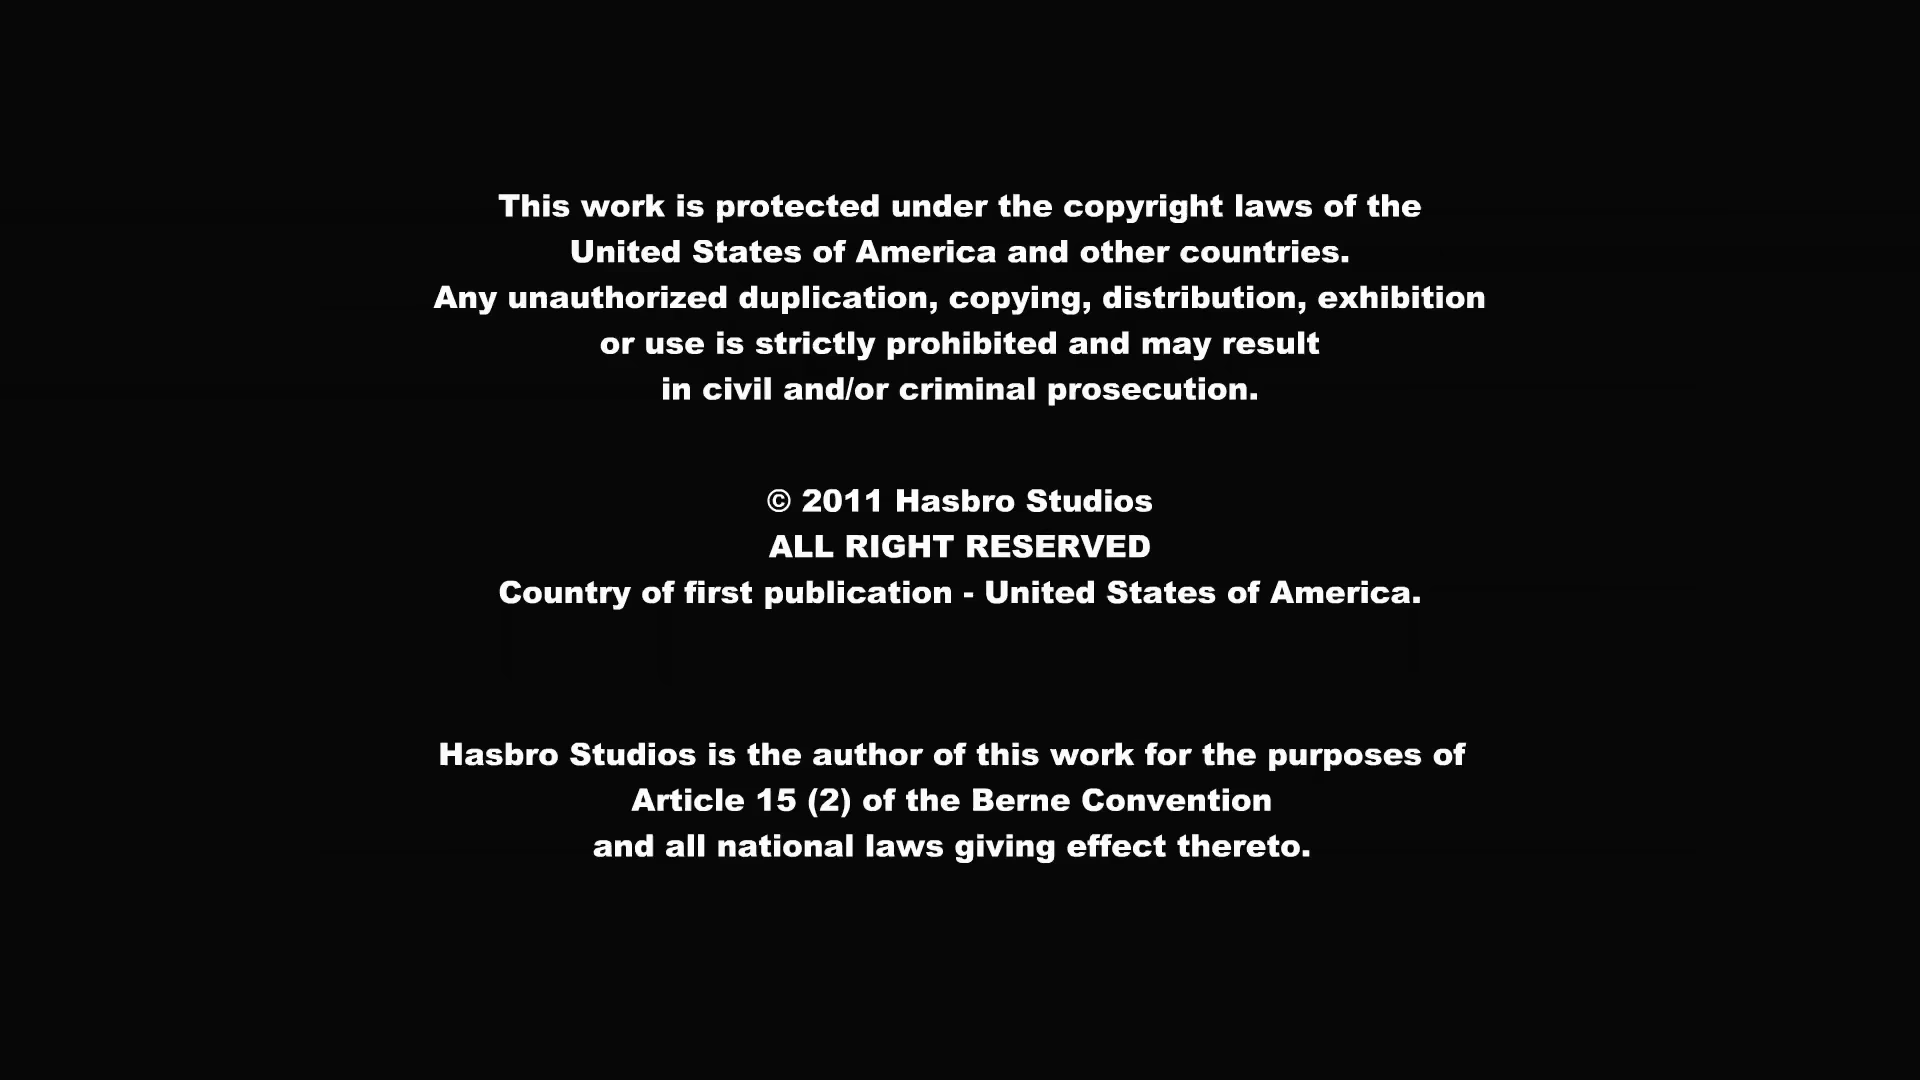 This work is protected under the copyright laws of the
United States of America and other countries.
Any unauthorized duplication, copying, distribution, exhibition
or use is strictly prohibited and may result
in civil and/or criminal prosecution.
© 2011 Hasbro Studios
ALL RIGHT RESERVED
Country of first publication - United States of America.
Hasbro Studios is the author of this work for the purposes of
Article 15 (2) of the Berne Convention
and all national laws giving effect thereto.